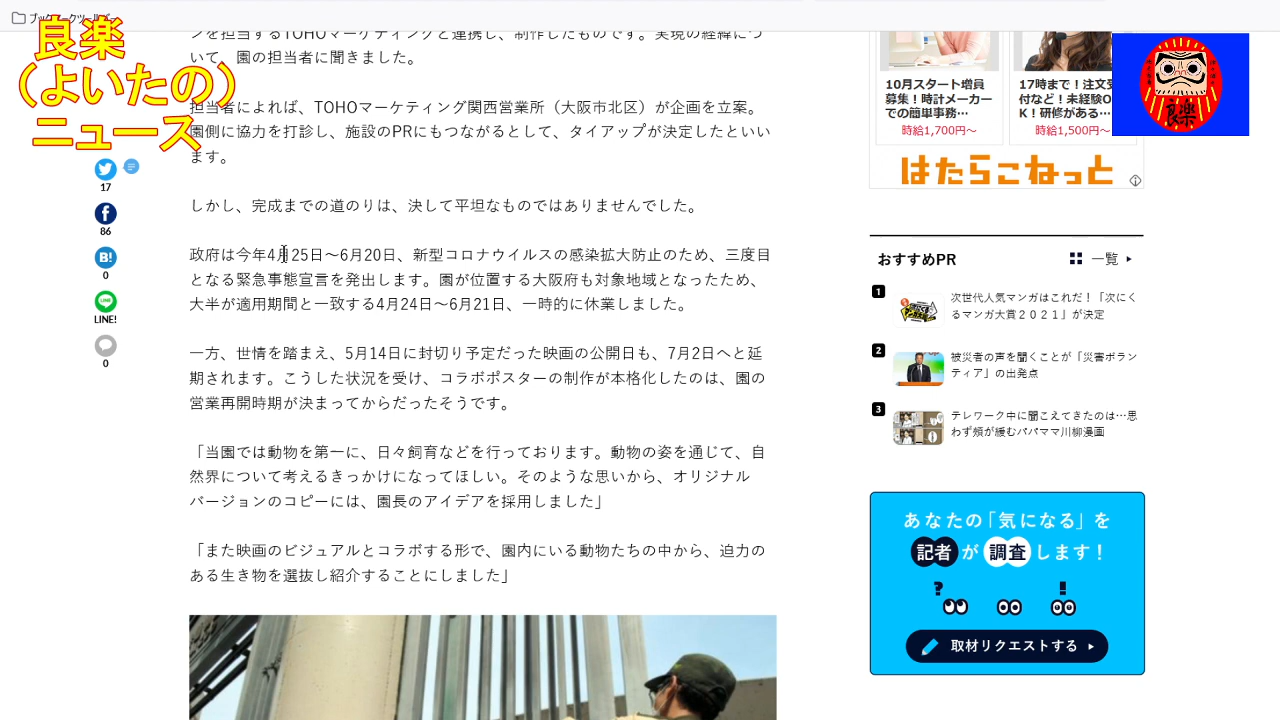 良楽
（よいたの）
ニュース
ンを担当するTOHOマーケティングと連携し、制作したものです。実現の経緯につ
いて、園の担当者に聞きました。
担当者によれば、TOHOマーケティング関西営業所（大阪市北区）が企画を立案。
園側に協力を打診し、施設のPRにもつながるとして、タイアップが決定したといい
ます。
しかし、完成までの道のりは、決して平坦なものではありませんでした。
政府は今年4月25日〜6月20日、新型コロナウイルスの感染拡大防止のため、三度目
となる緊急事態宣言を発出します。園が位置する大阪府も対象地域となったため、
大半が適用期間と一致する4月24日〜6月21日、一時的に休業しました。
一方、世情を踏まえ、5月14日に封切り予定だった映画の公開日も、7月2日へと延
期されます。こうした状況を受け、コラボポスターの制作が本格化したのは、園の
営業再開時期が決まってからだったそうです。
「当園では動物を第一に、日々飼育などを行っております。動物の姿を通じて、自
然界について考えるきっかけになってほしい。そのような思いから、オリジナル
バージョンのコピーには、園長のアイデアを採用しました」
「また映画のビジュアルとコラボする形で、園内にいる動物たちの中から、迫力の
ある生き物を選抜し紹介することにしました」
17
86
B!
0
LINE
LINE!
0
10月スタート増員
募集！時計メーカー
での簡単事務…
時給1,700円〜
17時まで！注文受
付など！未経験O
K！研修がある…
時給1,500円〜
はたらこねっと
良楽
おすすめPR
一覧
1
次世代人気マンガはこれだ！「次にく
るマンガ大賞２０２１」が決定
2
被災者の声を聞くことが「災害ボラン
ティア」の出発点
3
テレワーク中に聞こえてきたのは…思
わず頬が緩むパパママ川柳漫画
あなたの「気になる」を
記者が調査します！
? !
取材リクエストする